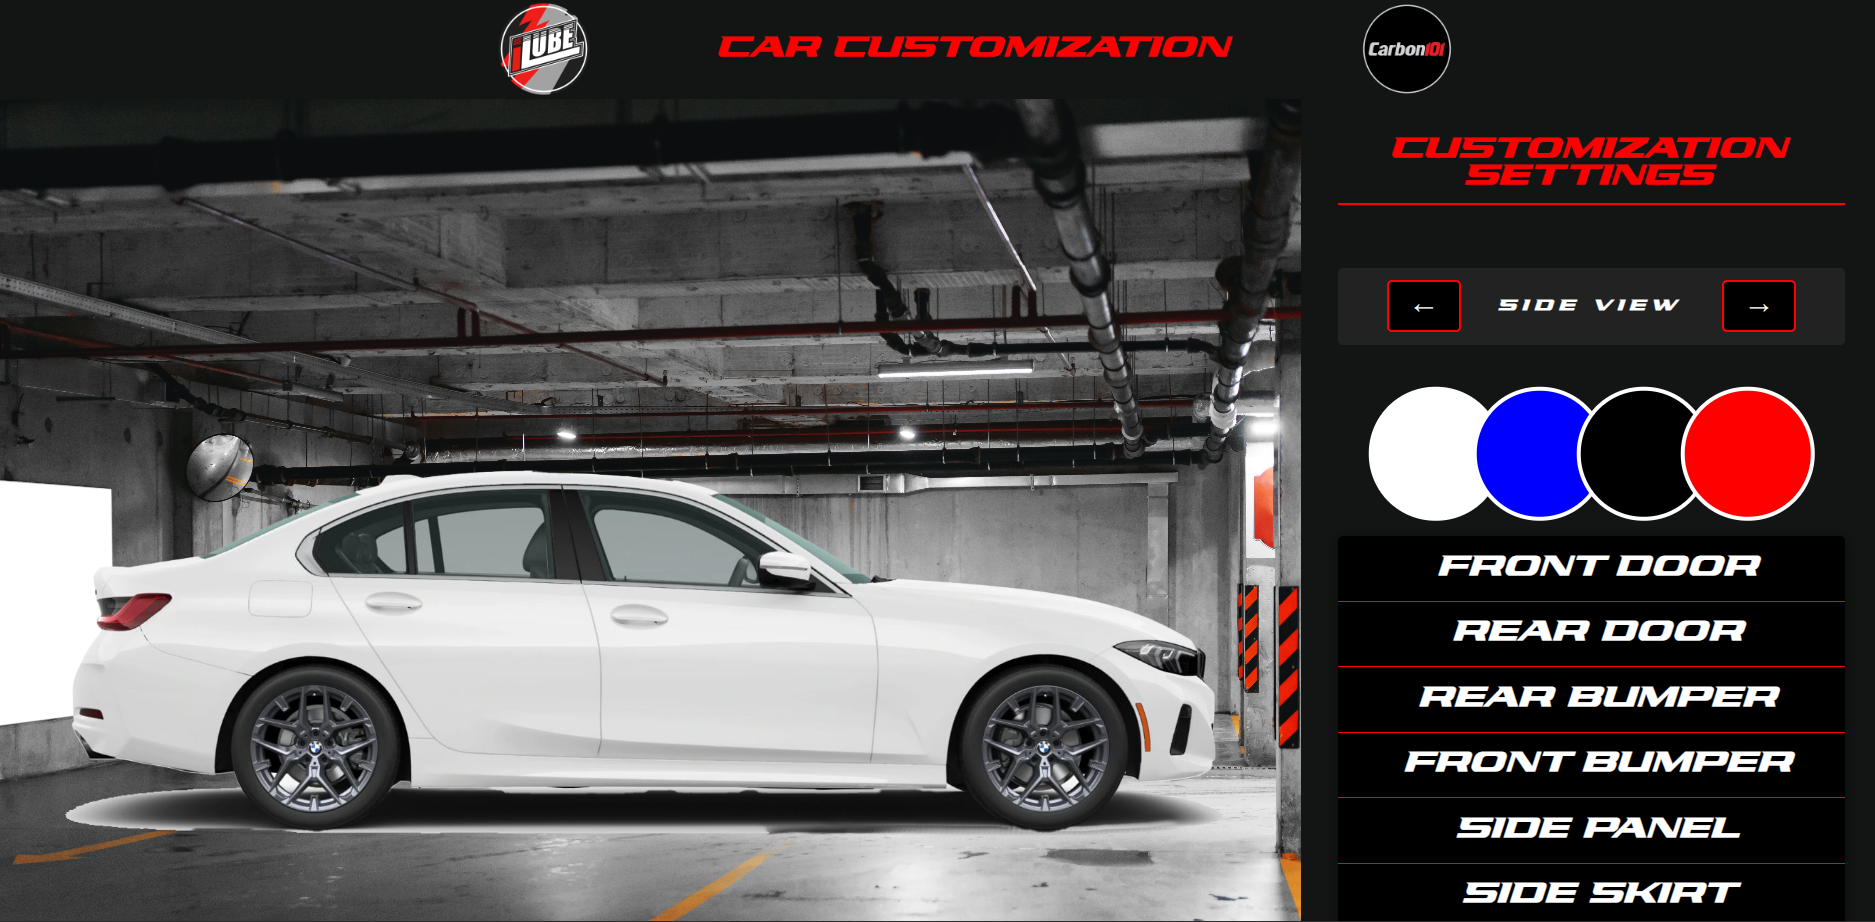 iLUBE
CAR CUSTOMIZATION
Carbon101
CUSTOMIZATION
SETTINGS
← SIDE VIEW →
FRONT DOOR
REAR DOOR
REAR BUMPER
FRONT BUMPER
SIDE PANEL
SIDE SKIRT